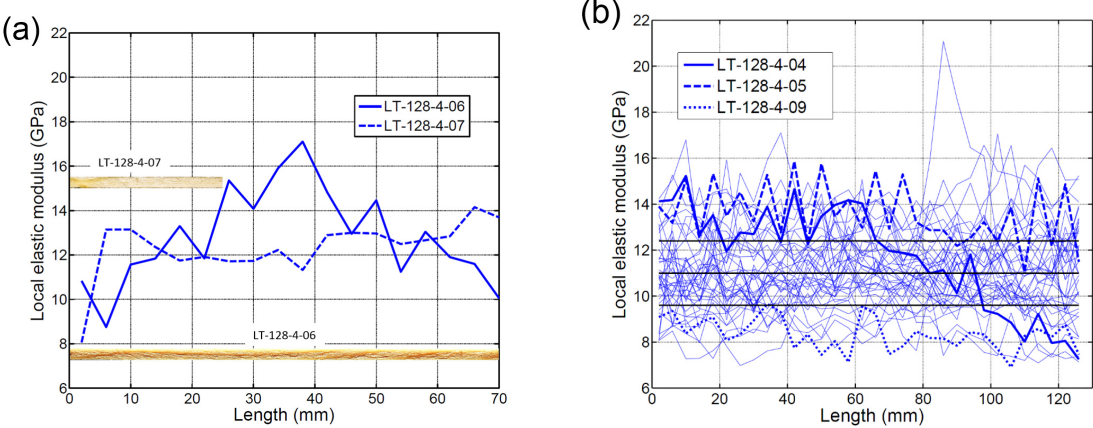 (a)
Local elastic modulus (GPa)
22
20
18
16
14
12
10
8
6
LT-128-4-06
LT-128-4-07
LT-128-4-07
LT-128-4-06
0 10 20 30 40 50 60 70
Length (mm)
(b)
Local elastic modulus (GPa)
22
20
18
16
14
12
10
8
6
LT-128-4-04
LT-128-4-05
LT-128-4-09
0 20 40 60 80 100 120
Length (mm)